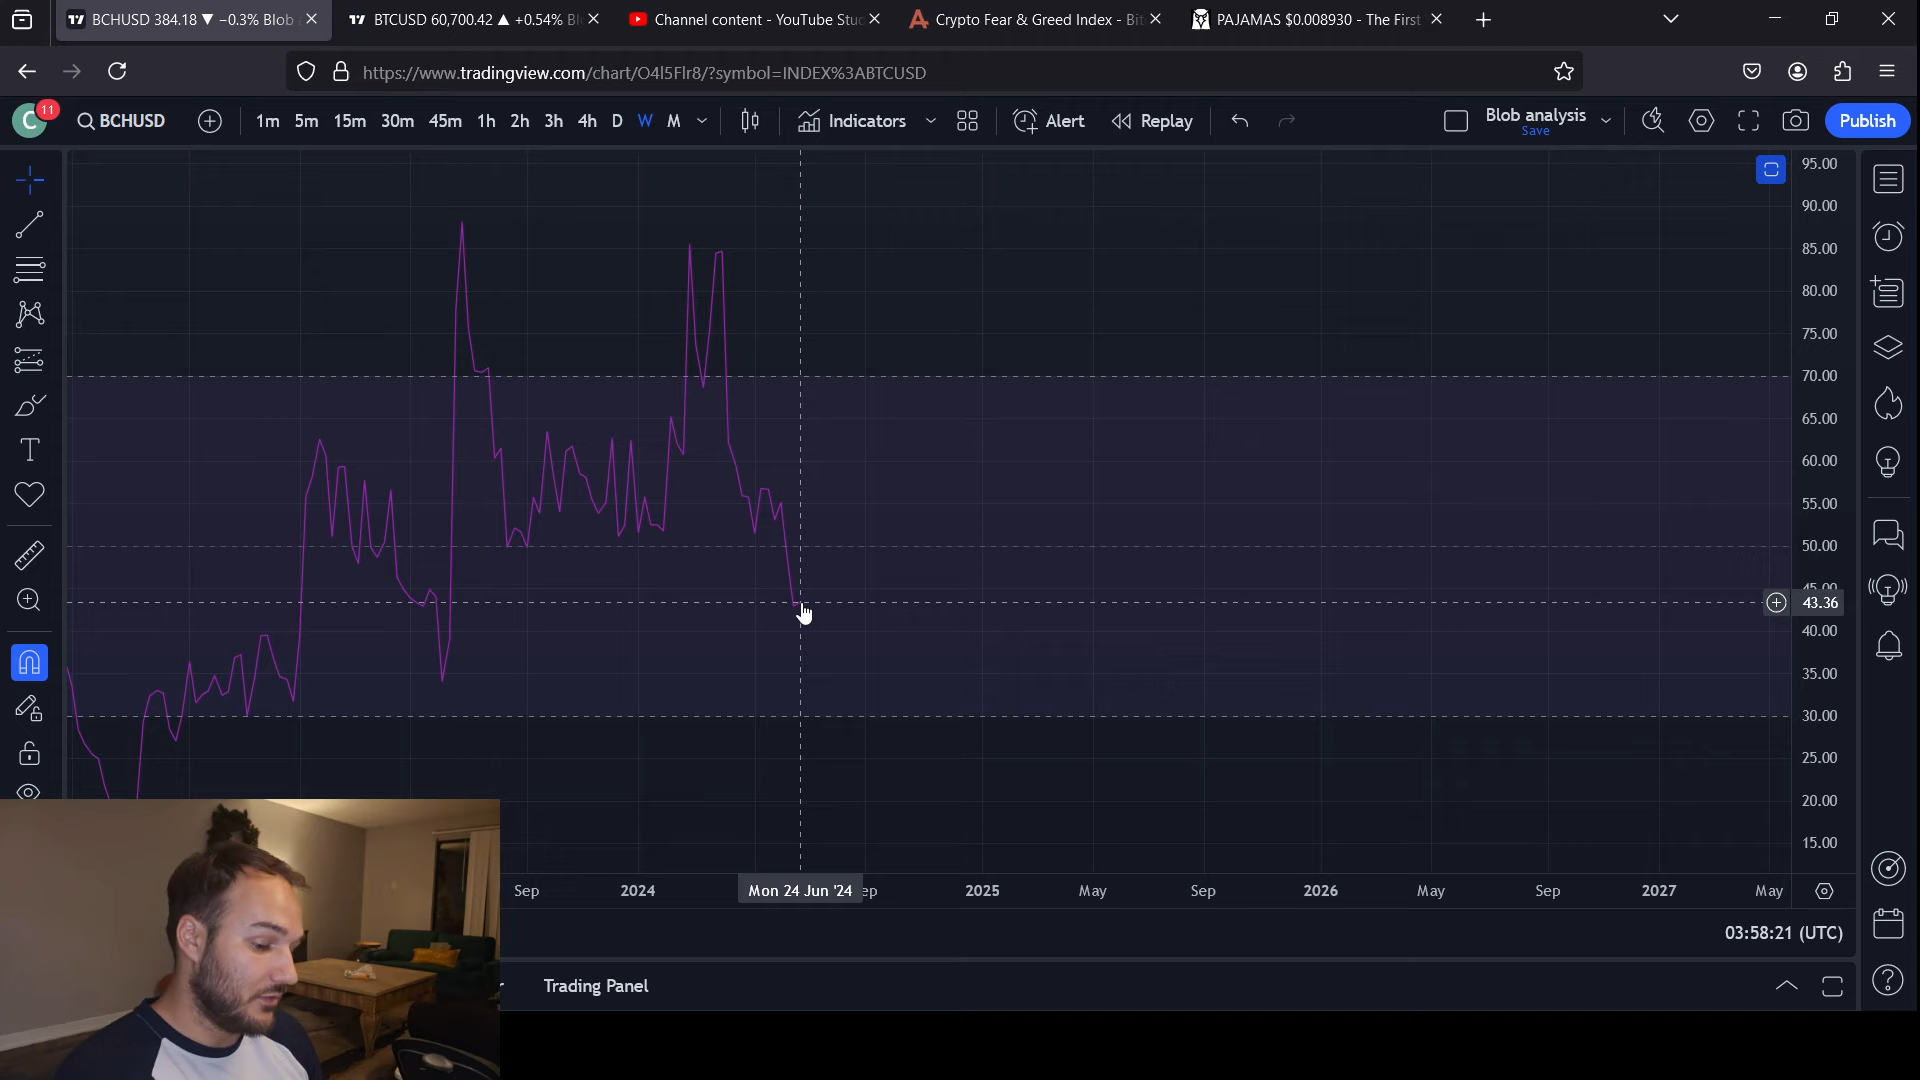 BCHUSD 384.18 ▼ −0.3% Blob
BTCUSD 60,700.42 ▲ +0.54%
Channel content - YouTube Stu
Crypto Fear & Greed Index - Bit
PAJAMAS $0.008930 - The First
https://www.tradingview.com/chart/O4l5Flr8/?symbol=INDEX%3ABTCUSD
C
11
BCHUSD
1m 5m 15m 30m 45m 1h 2h 3h 4h D W M
Indicators
Alert
Replay
Blob analysis
Save
Publish
95.00
90.00
85.00
80.00
75.00
70.00
65.00
60.00
55.00
50.00
45.00
43.36
40.00
35.00
30.00
25.00
20.00
15.00
Sep 2024 Mon 24 Jun '24 ep 2025 May Sep 2026 May Sep 2027 May
03:58:21 (UTC)
Trading Panel